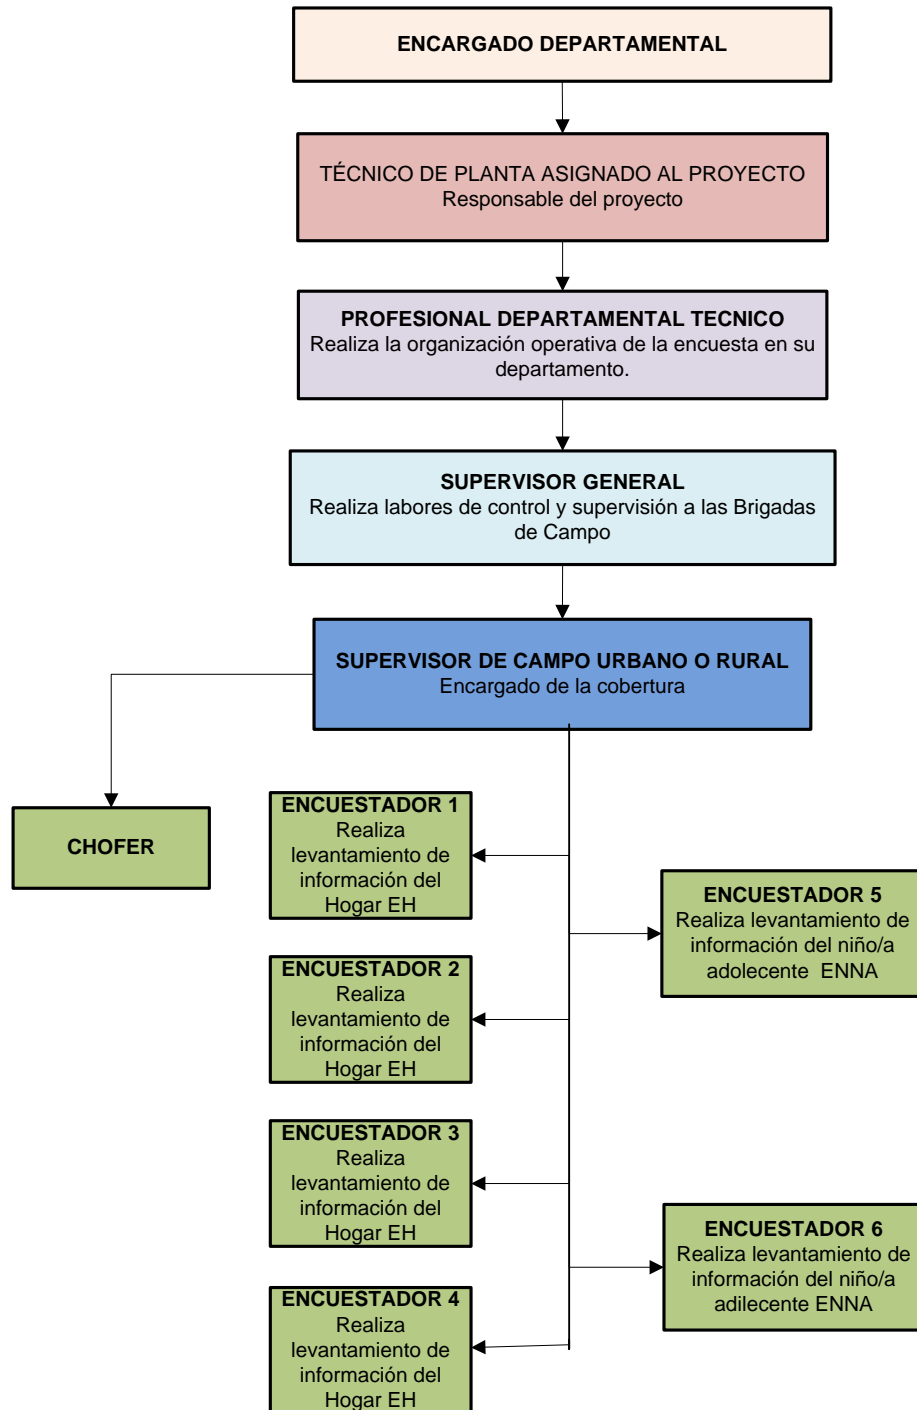 ENCARGADO DEPARTAMENTAL
TÉCNICO DE PLANTA ASIGNADO AL PROYECTO
Responsable del proyecto
PROFESIONAL DEPARTAMENTAL TECNICO
Realiza la organización operativa de la encuesta en su
departamento.
SUPERVISOR GENERAL
Realiza labores de control y supervisión a las Brigadas
de Campo
SUPERVISOR DE CAMPO URBANO O RURAL
Encargado de la cobertura
CHOFER
ENCUESTADOR 1
Realiza
levantamiento de
información del
Hogar EH
ENCUESTADOR 5
Realiza levantamiento de
información del niño/a
adolecente ENNA
ENCUESTADOR 2
Realiza
levantamiento de
información del
Hogar EH
ENCUESTADOR 3
Realiza
levantamiento de
información del
Hogar EH
ENCUESTADOR 6
Realiza levantamiento de
información del niño/a
adilecente ENNA
ENCUESTADOR 4
Realiza
levantamiento de
información del
Hogar EH